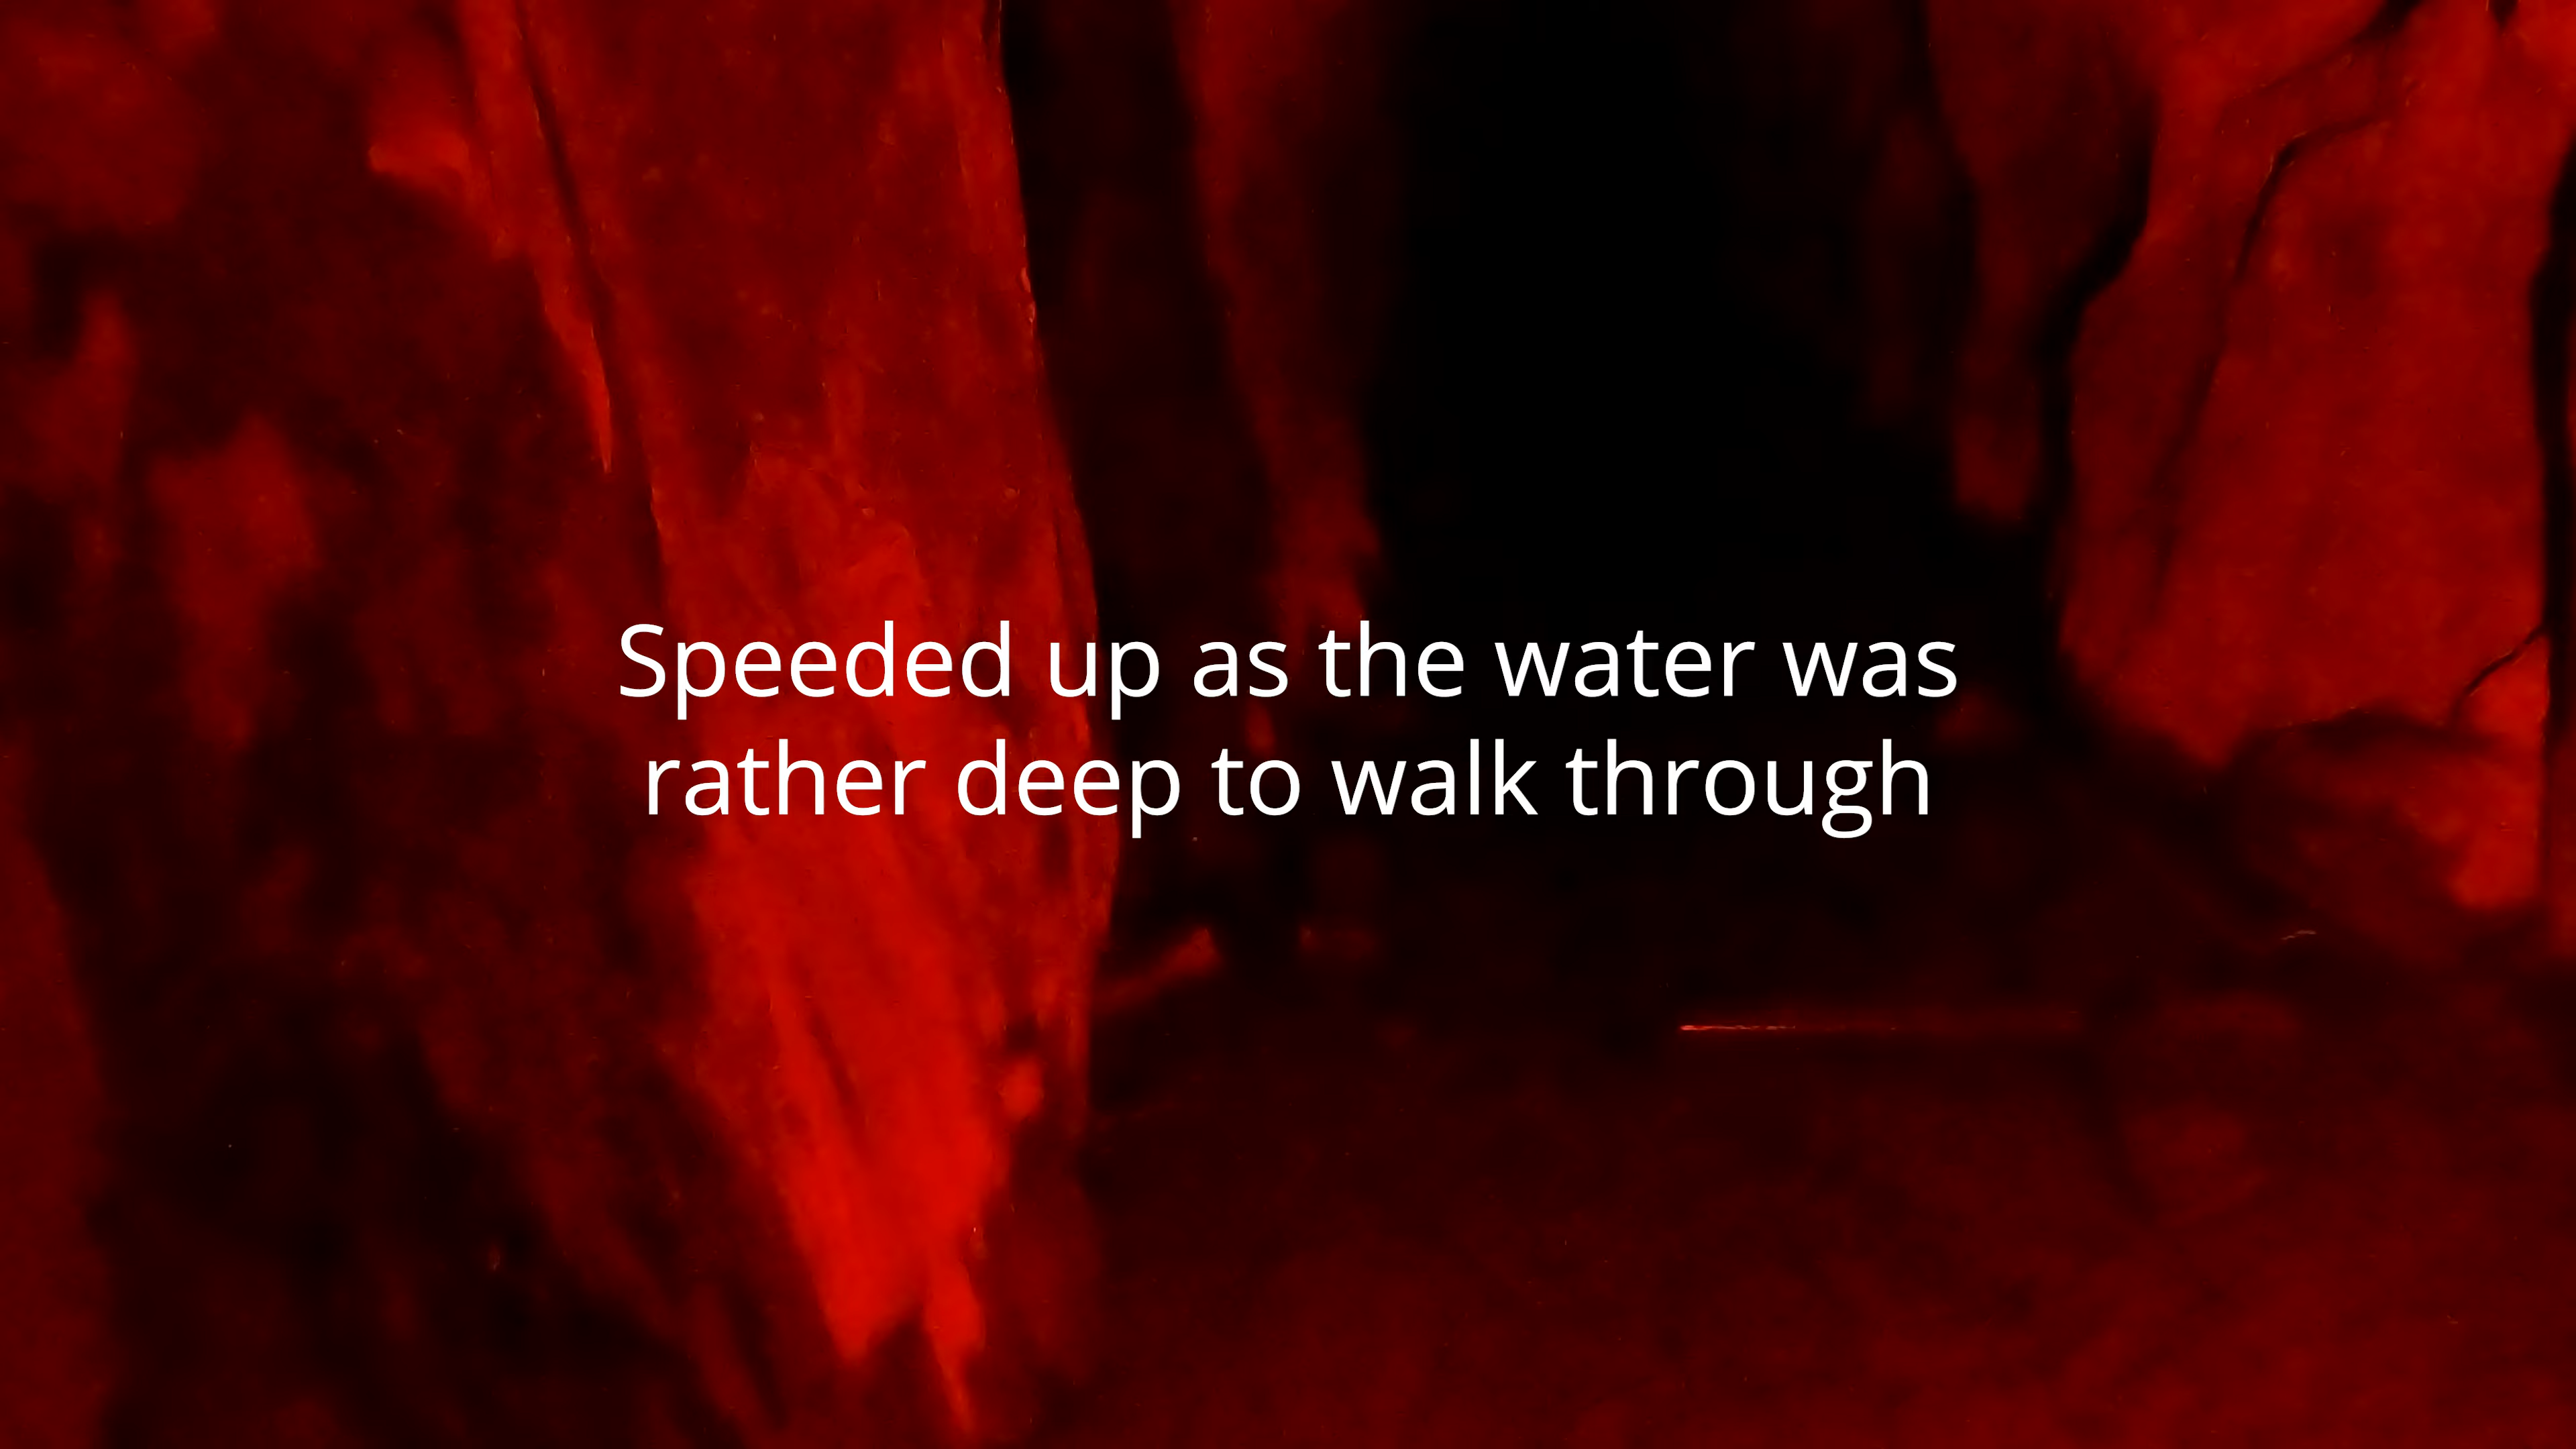 Speeded up as the water was
rather deep to walk through